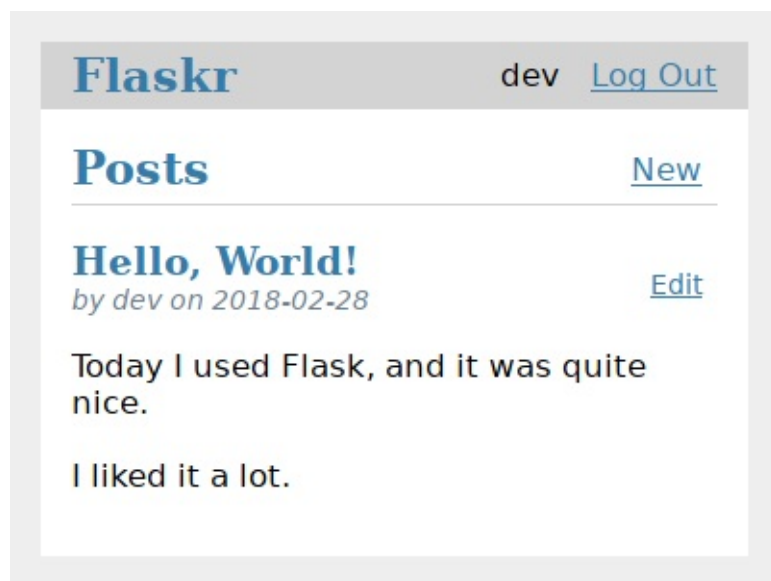 Flaskr dev Log Out
Posts New
Hello, World!
by dev on 2018-02-28
Edit
Today I used Flask, and it was quite
nice.
I liked it a lot.